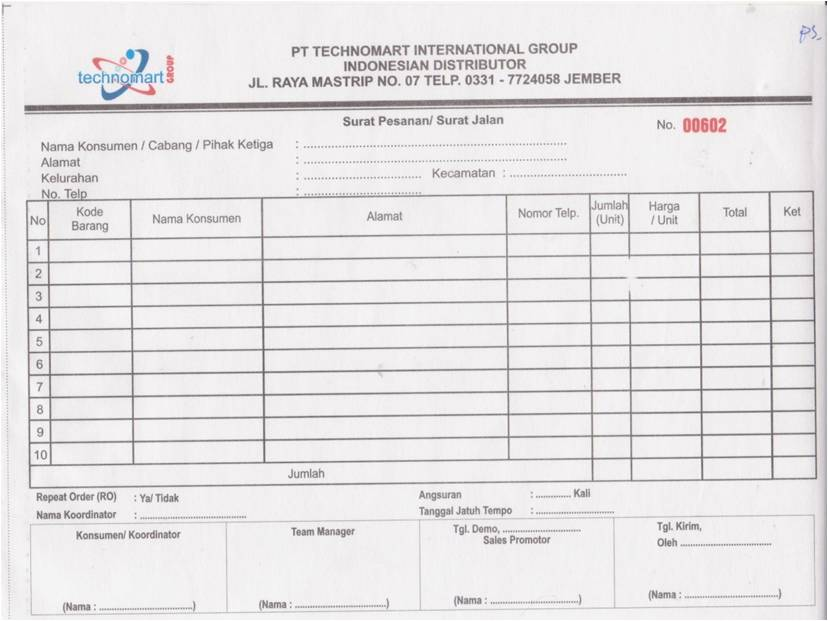 technomart GROUP
PT TECHNOMART INTERNATIONAL GROUP
INDONESIAN DISTRIBUTOR
JL. RAYA MASTRIP NO. 07 TELP. 0331 - 7724058 JEMBER
Surat Pesanan/ Surat Jalan
No. 00602
Nama Konsumen / Cabang / Pihak Ketiga : ....................
Alamat : ....................
Kelurahan : .................... Kecamatan : ....................
No. Telp : ....................
No Kode Barang Nama Konsumen Alamat Nomor Telp. Jumlah (Unit) Harga / Unit Total Ket
1
2
3
4
5
6
7
8
9
10
Jumlah
Repeat Order (RO) : Ya/ Tidak Angsuran : ............. Kali
Nama Koordinator : .................... Tanggal Jatuh Tempo : ....................
Konsumen/ Koordinator Team Manager Tgl. Demo, .................... Tgl. Kirim,
Sales Promotor Oleh ....................
(Nama : ....................) (Nama : ....................) (Nama : ....................) (Nama : ....................)